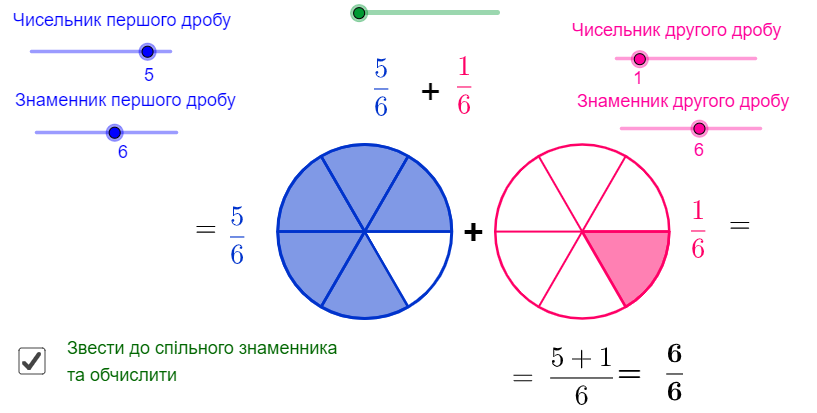 Чисельник першого дробу
5
Знаменник першого дробу
6
5/6 + 1/6
Чисельник другого дробу
1
Знаменник другого дробу
6
= 5/6 + 1/6 =
Звести до спільного знаменника
та обчислити
= (5 + 1)/6 = 6/6